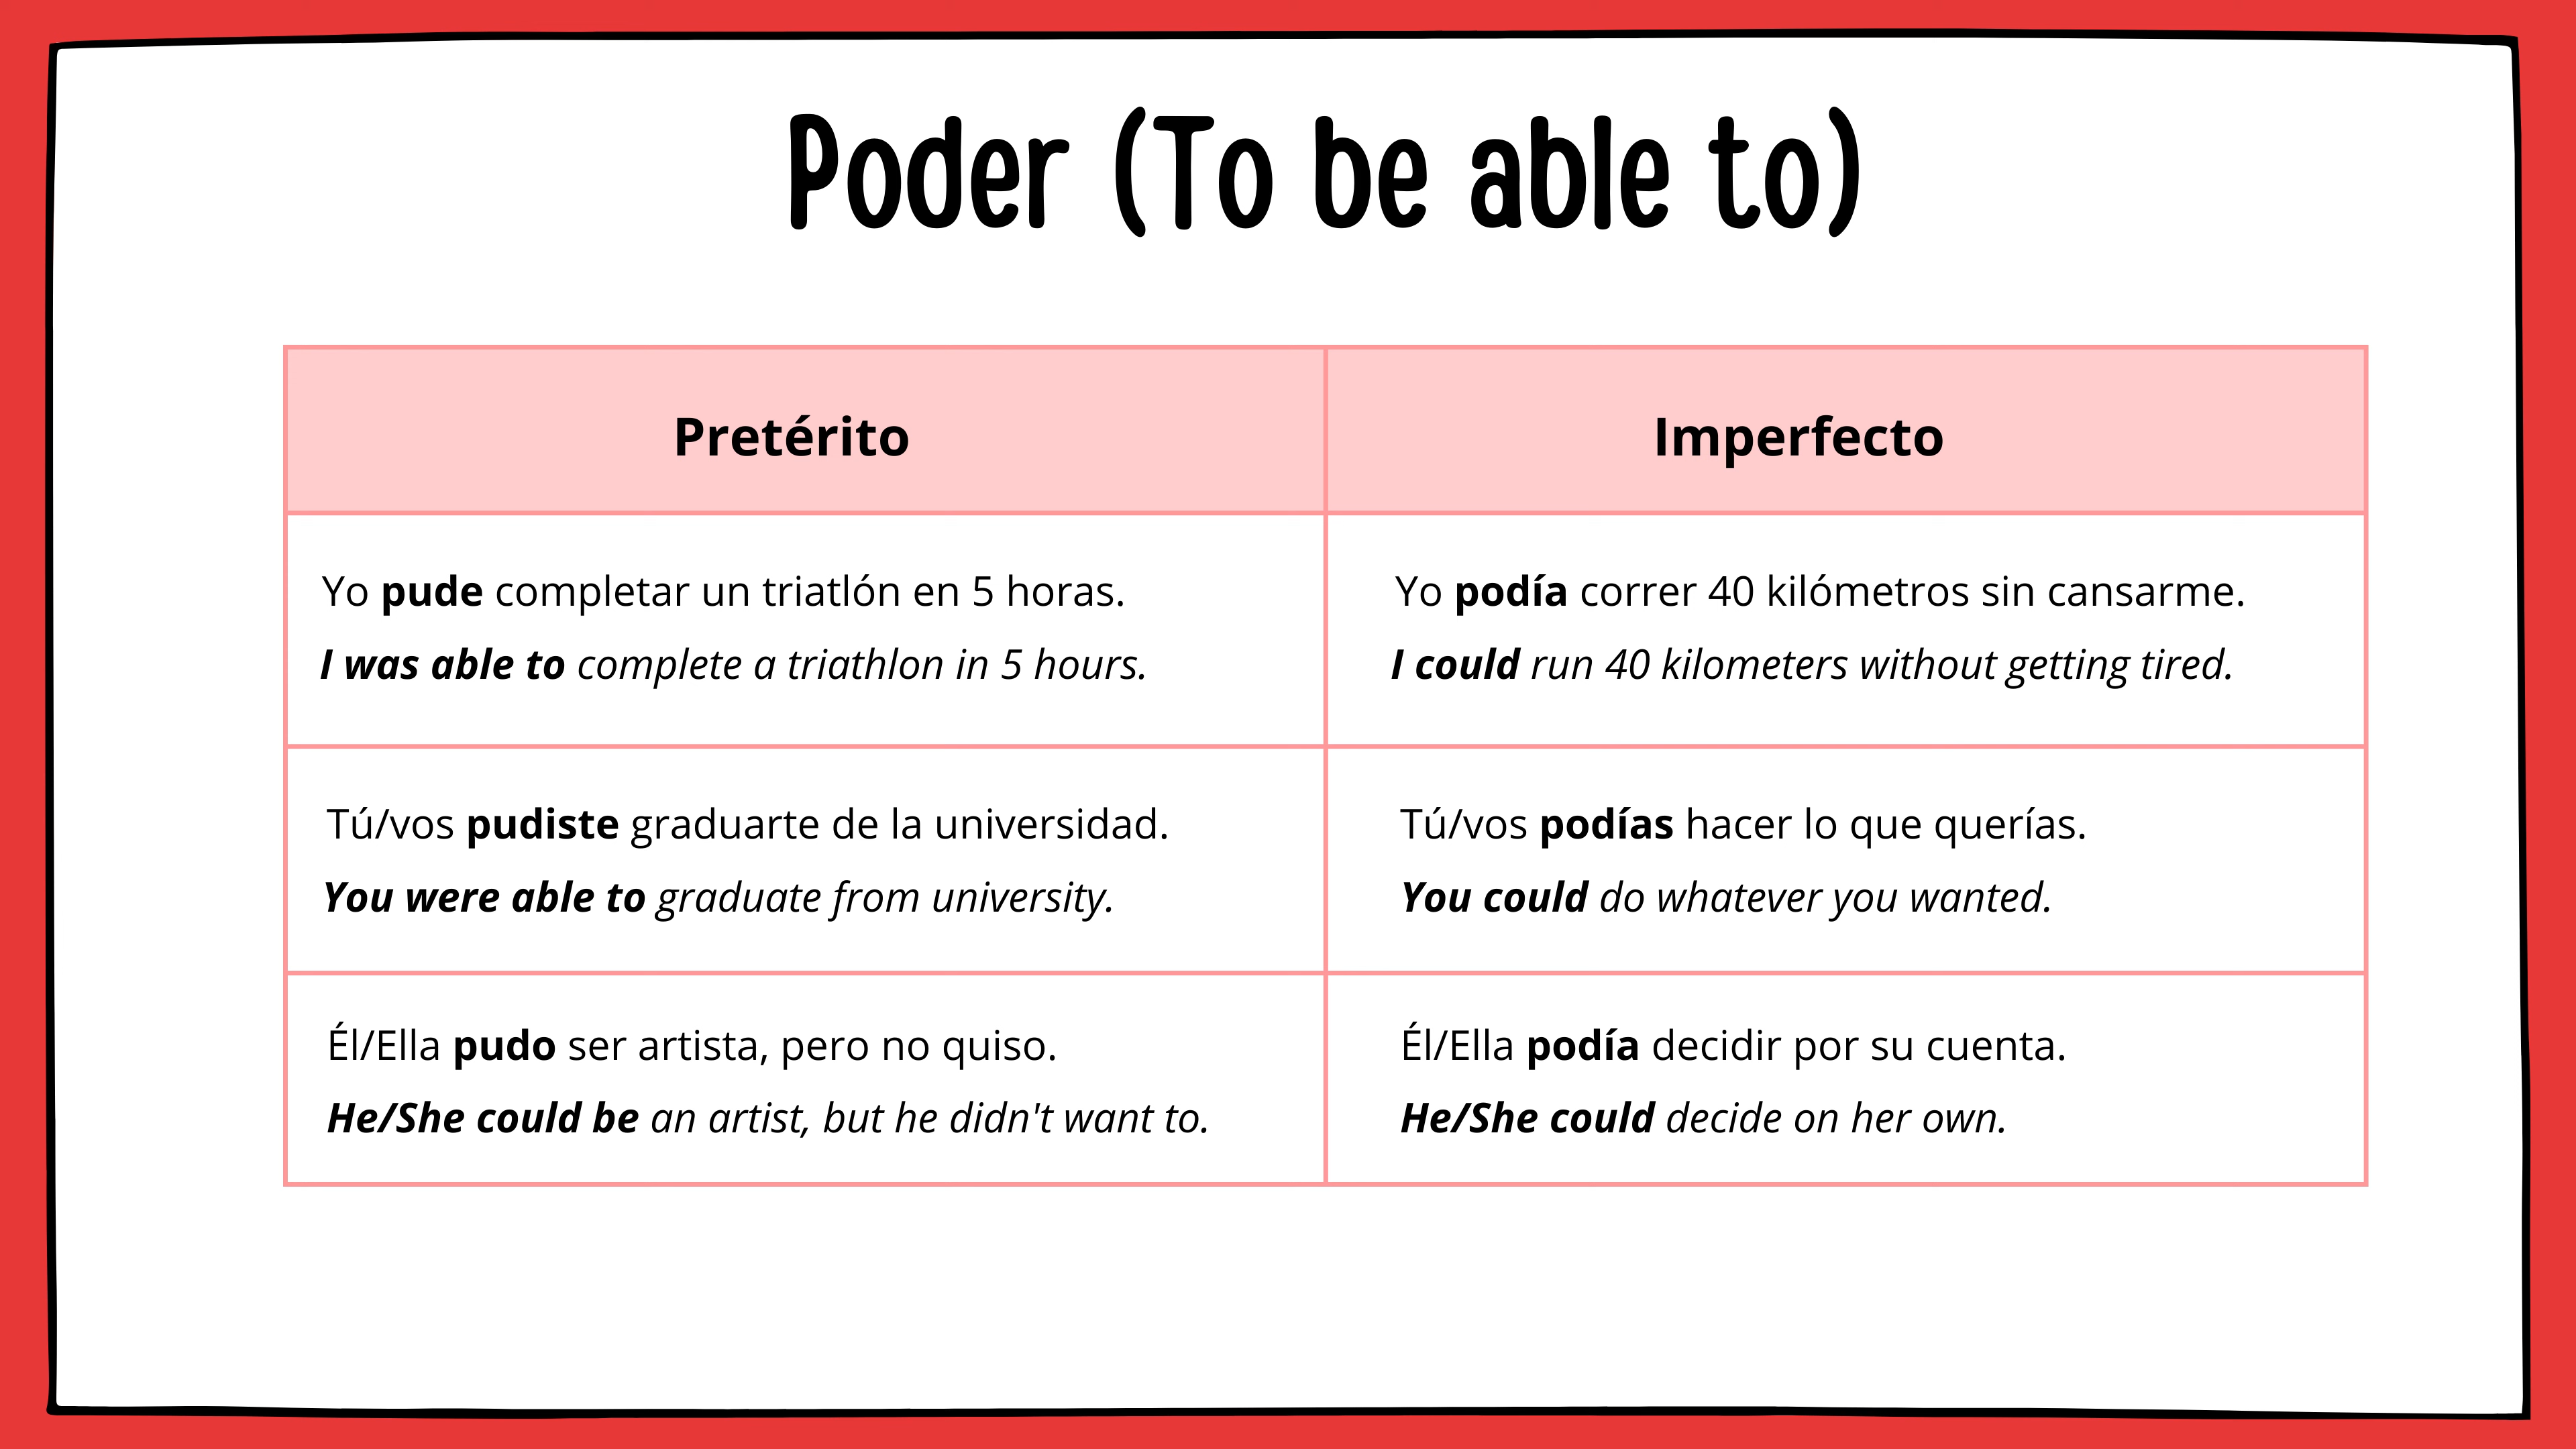 Poder (To be able to)
Pretérito
Imperfecto
Yo pude completar un triatlón en 5 horas.
I was able to complete a triathlon in 5 hours.
Yo podía correr 40 kilómetros sin cansarme.
I could run 40 kilometers without getting tired.
Tú/vos pudiste graduarte de la universidad.
You were able to graduate from university.
Tú/vos podías hacer lo que querías.
You could do whatever you wanted.
Él/Ella pudo ser artista, pero no quiso.
He/She could be an artist, but he didn't want to.
Él/Ella podía decidir por su cuenta.
He/She could decide on her own.